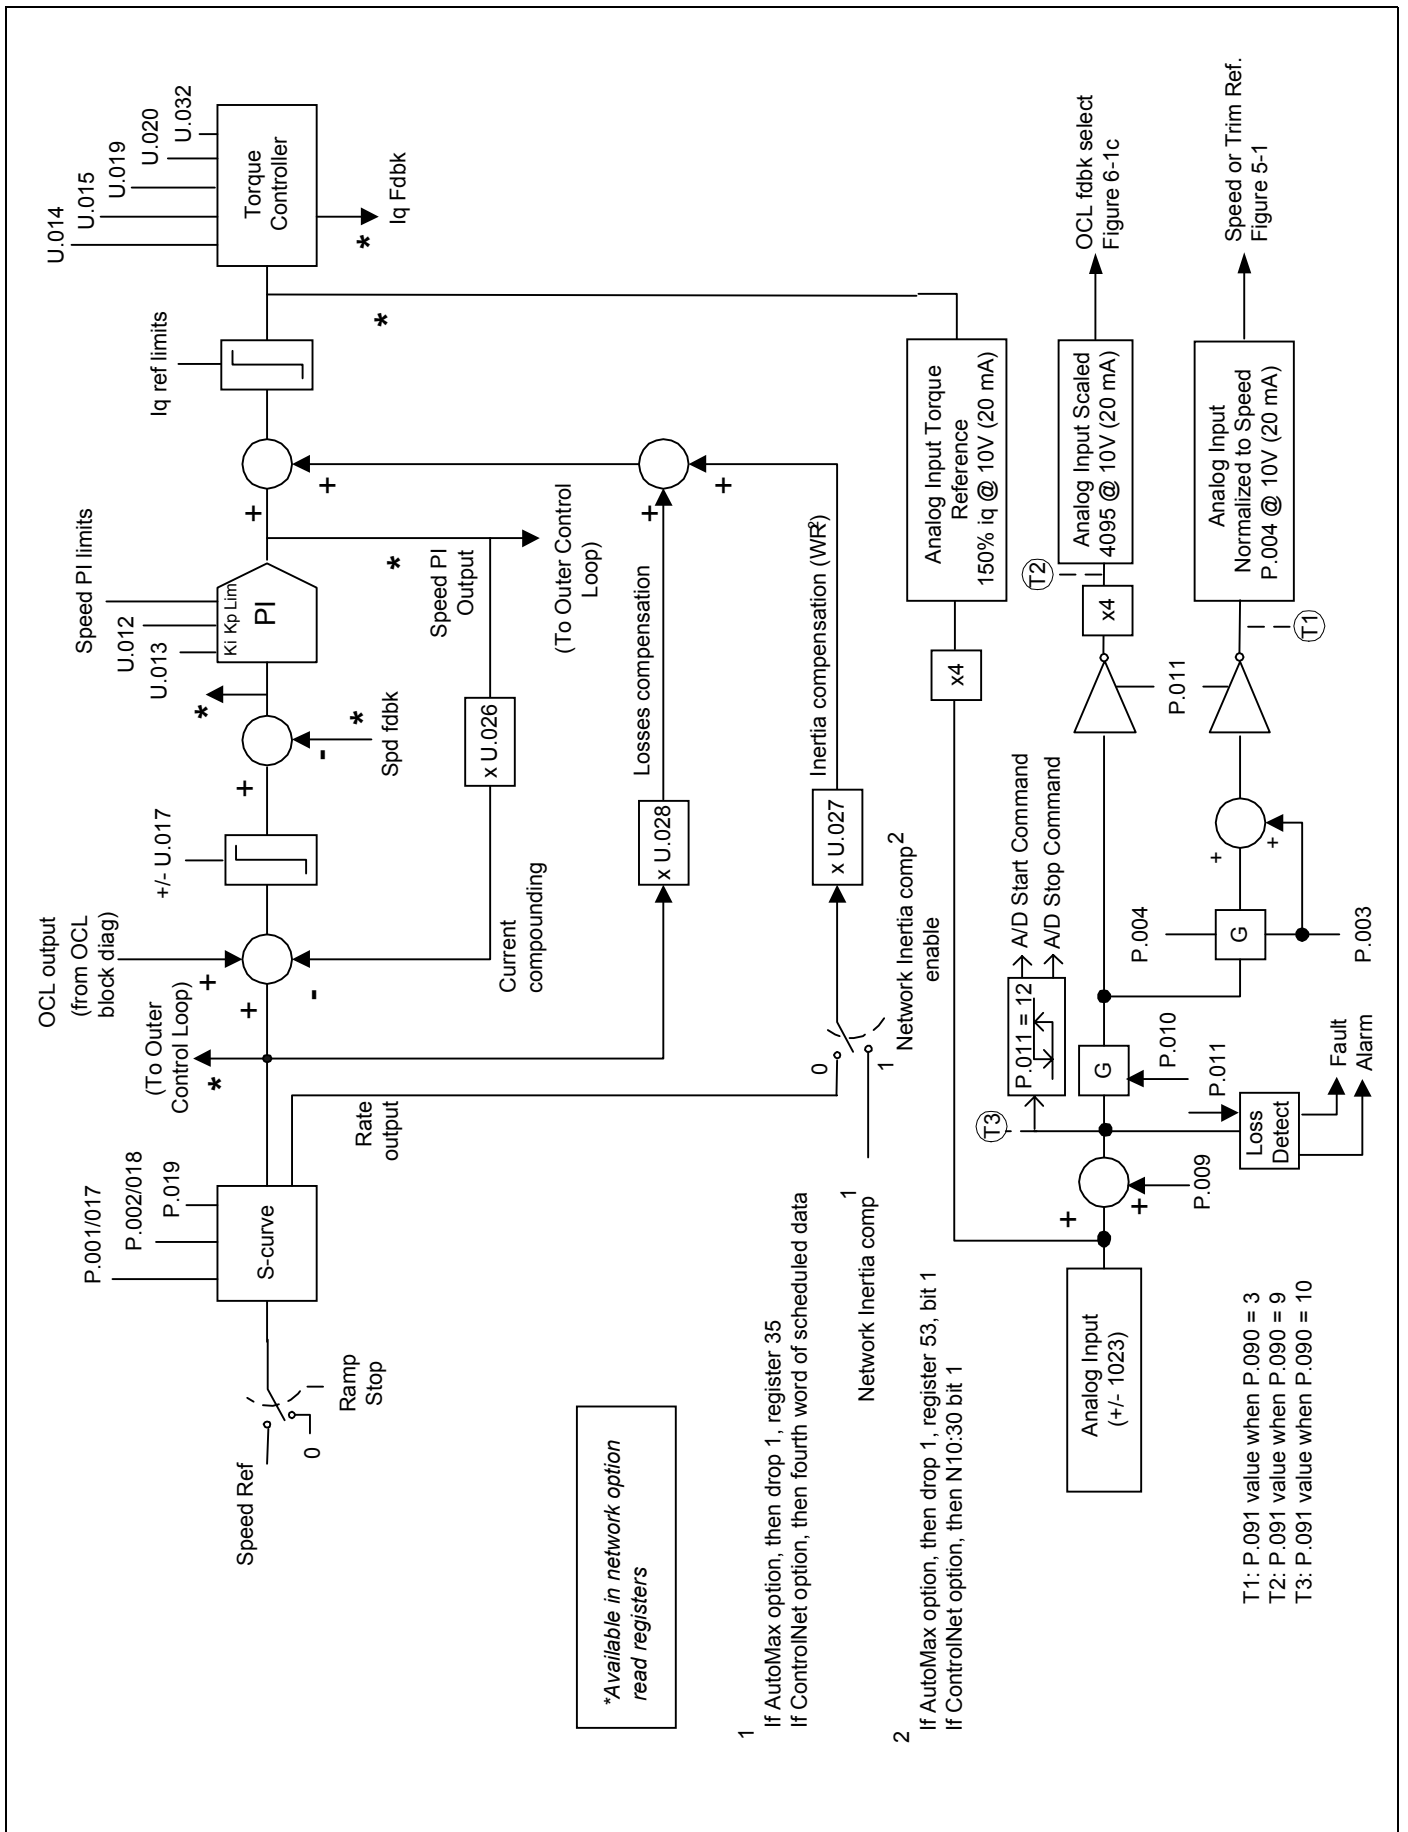 Speed Ref
0
Ramp
Stop
P.001/017
P.002/018
P.019
S-curve
Rate
output
(To Outer
Control Loop)
*
OCL output
(from OCL
block diag)
+
+
-
Current
compounding
+/- U.017
+
-
Spd fdbk
*
*
Speed PI limits
U.012
U.013
Ki Kp Lim
PI
x U.026
Speed PI
Output
*
(To Outer Control
Loop)
+
+
Iq ref limits
*
U.014
U.015
U.019
U.020
U.032
Torque
Controller
*
Iq Fdbk
x U.028
Losses compensation
+
+
x U.027
Inertia compensation (WR²)
0
1
Network Inertia comp 1
Network Inertia comp 2
enable
*Available in network option
read registers
1
If AutoMax option, then drop 1, register 35
If ControlNet option, then fourth word of scheduled data
2
If AutoMax option, then drop 1, register 53, bit 1
If ControlNet option, then N10:30 bit 1
Analog Input
(+/- 1023)
+
+
P.009
T3
P.011 = 12
A/D Start Command
A/D Stop Command
G
P.010
P.011
Loss
Detect
Fault
Alarm
x4
Analog Input Torque
Reference
150% iq @ 10V (20 mA)
P.011
x4
T2
Analog Input Scaled
4095 @ 10V (20 mA)
OCL fdbk select
Figure 6-1c
P.004
G
P.003
+
+
T1
Analog Input
Normalized to Speed
P.004 @ 10V (20 mA)
Speed or Trim Ref.
Figure 5-1
T1: P.091 value when P.090 = 3
T2: P.091 value when P.090 = 9
T3: P.091 value when P.090 = 10